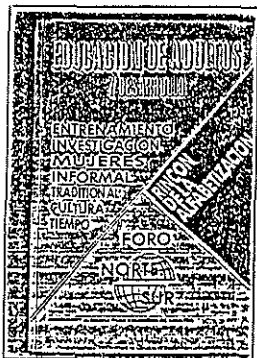 EDUCACION DE ADULTOS
Y DESARROLLO
ENTRENAMIENTO
INVESTIGACION
MUJERES
INFORMAL
TRADITIONAL
CULTURA
TIEMPO
RINCON
DE LA
ALFABETIZACION
FORO
NORTE
SUR